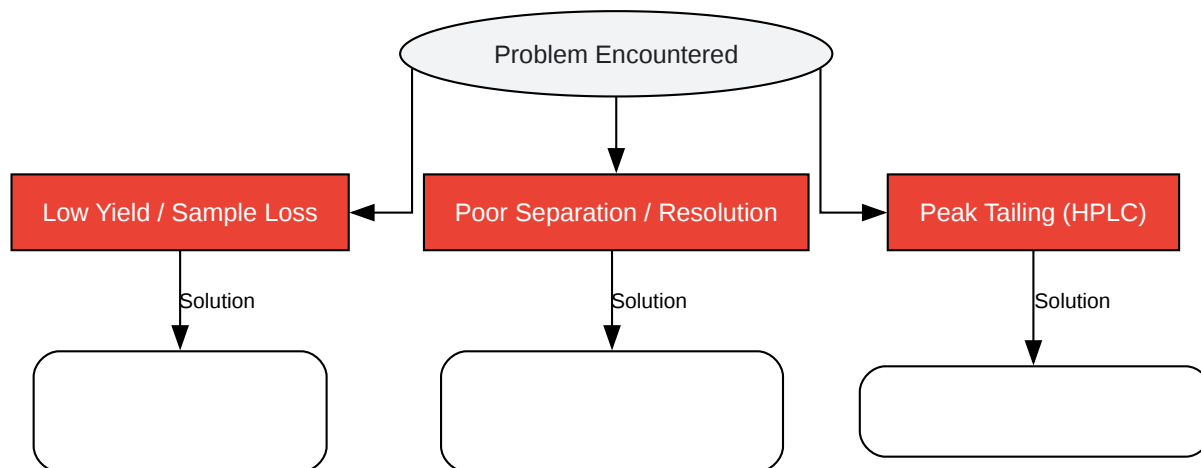 Problem Encountered
Low Yield / Sample Loss
Poor Separation / Resolution
Peak Tailing (HPLC)
Solution
Solution
Solution